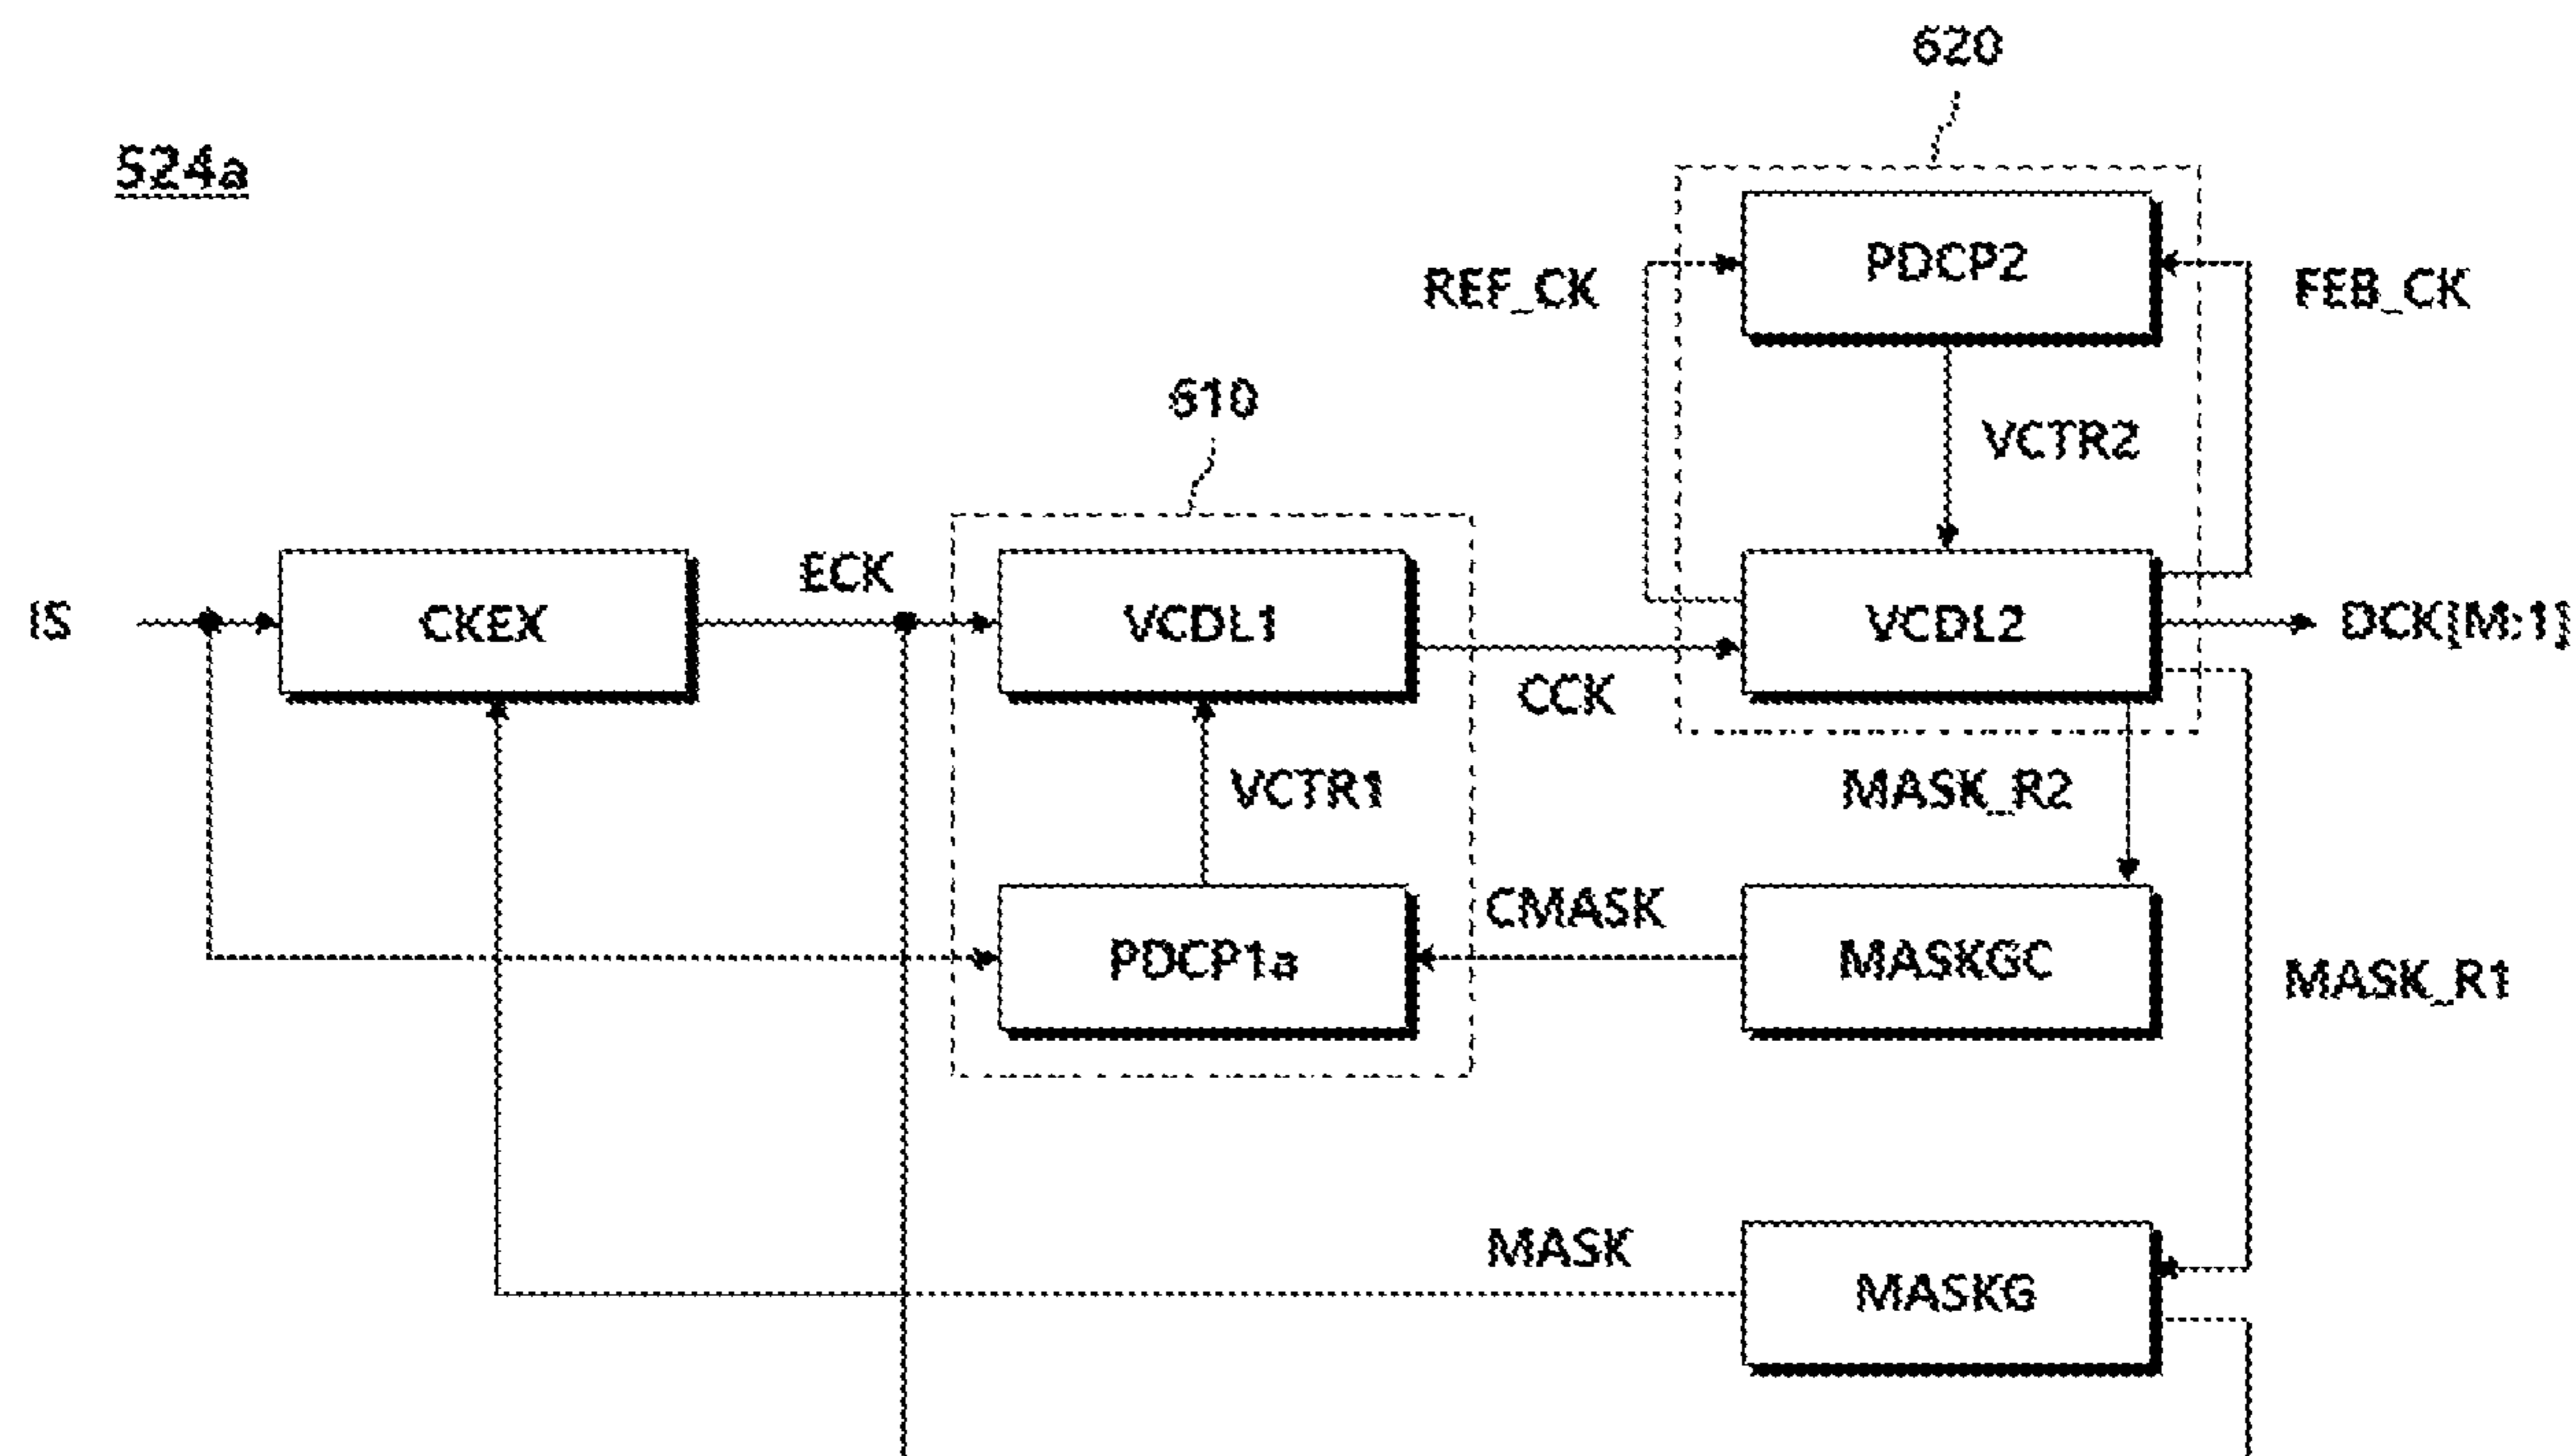 620
524a
PDCP2
REF_CK
FEB_CK
610
VCTR2
ECK
IS
CKEX
VCDL1
VCDL2
DCK[M:1]
CCK
VCTR1
MASK_R2
CMASK
PDCP1a
MASKGC
MASK_R1
MASK
MASKG